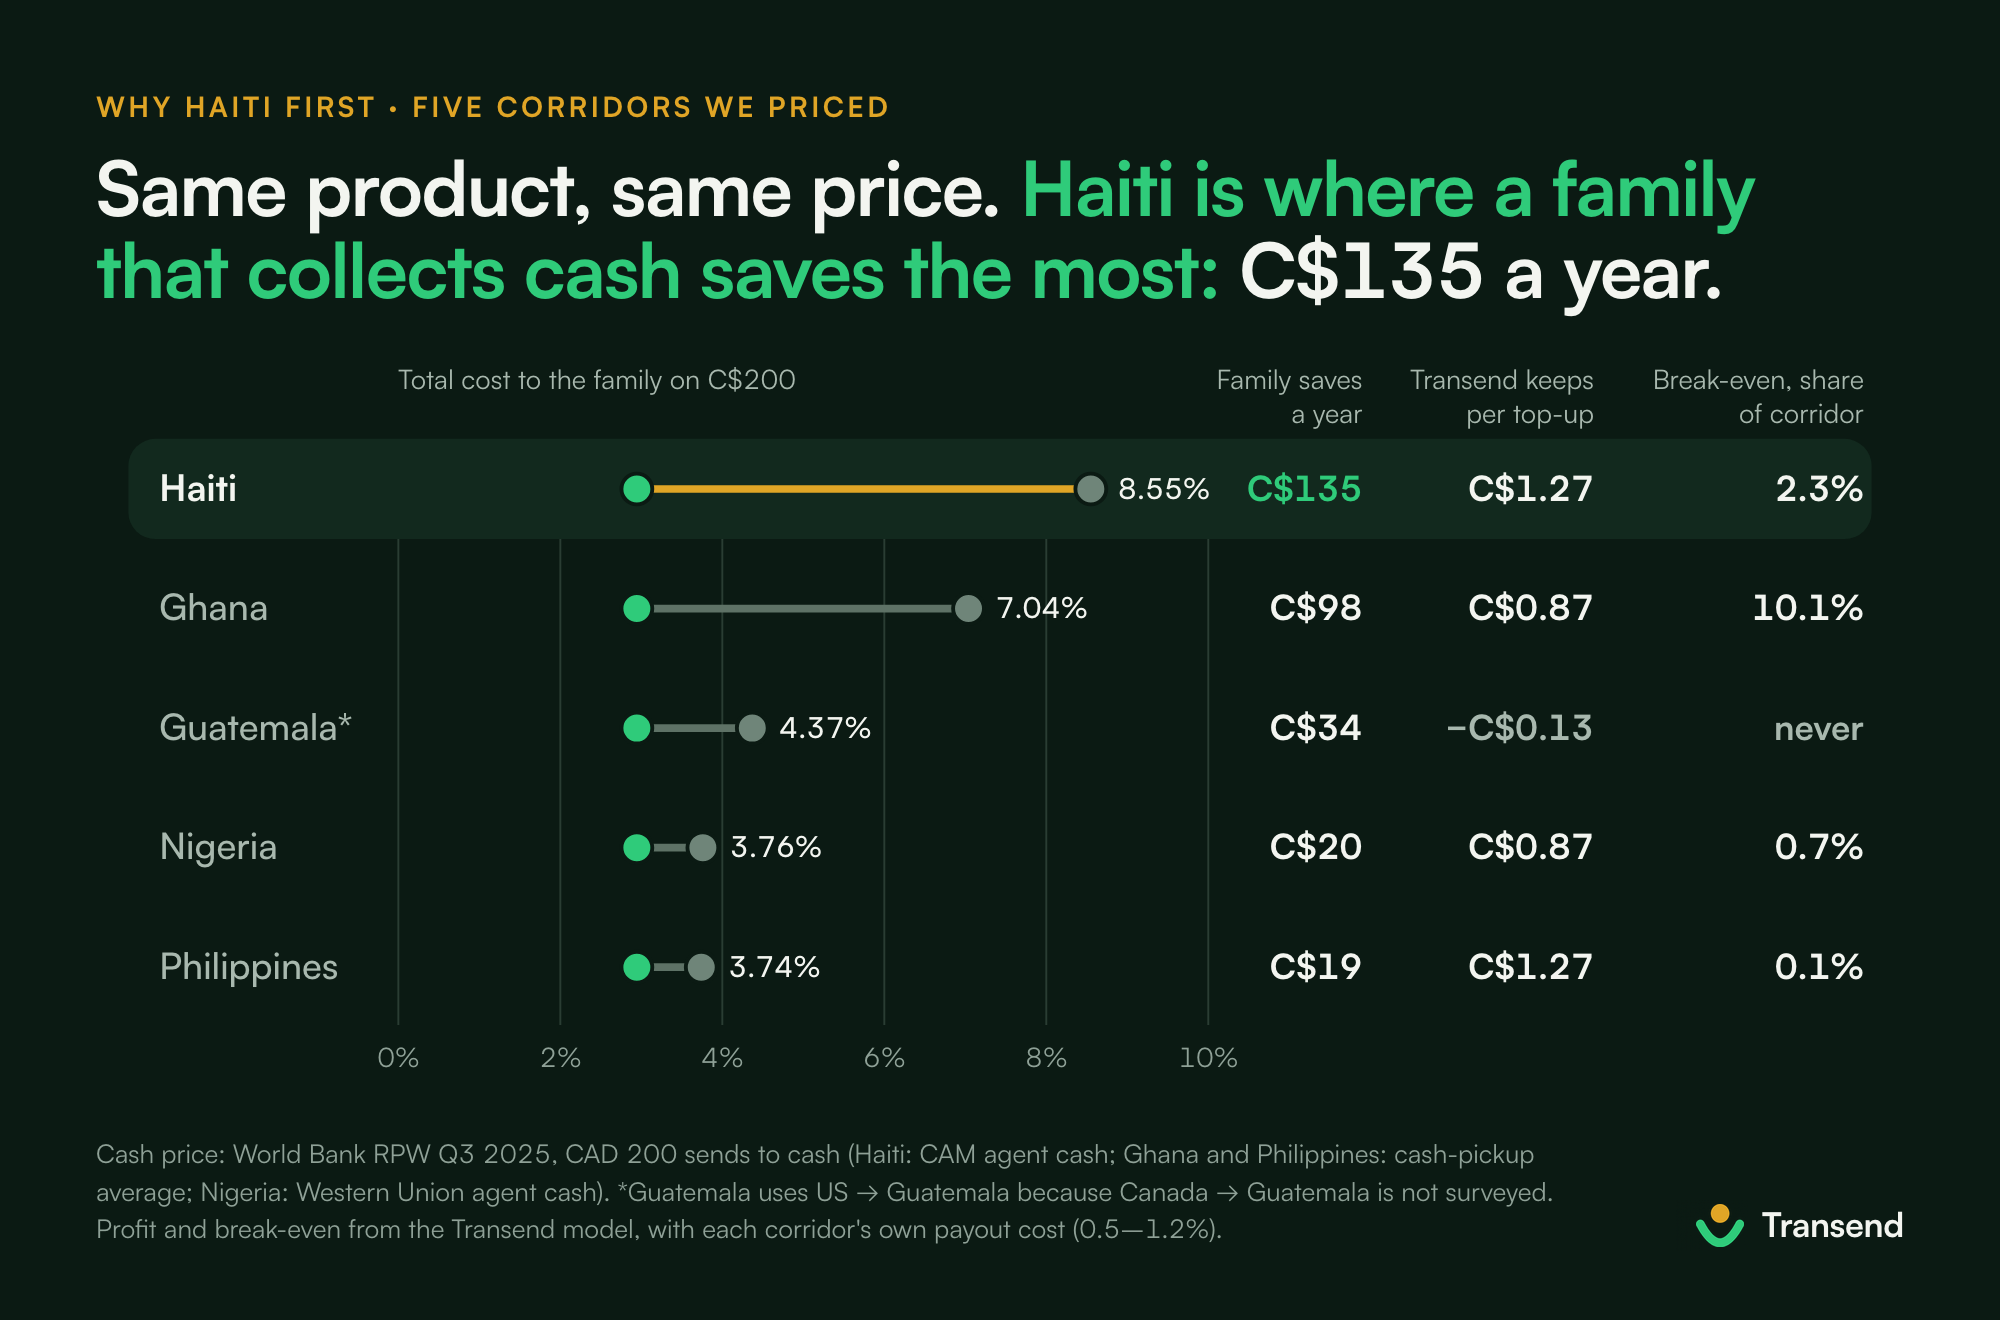 WHY HAITI FIRST · FIVE CORRIDORS WE PRICED
Same product, same price. Haiti is where a family
that collects cash saves the most: C$135 a year.
Total cost to the family on C$200
Family saves
a year
Transend keeps
per top-up
Break-even, share
of corridor
Haiti 8.55% C$135 C$1.27 2.3%
Ghana 7.04% C$98 C$0.87 10.1%
Guatemala* 4.37% C$34 −C$0.13 never
Nigeria 3.76% C$20 C$0.87 0.7%
Philippines 3.74% C$19 C$1.27 0.1%
0% 2% 4% 6% 8% 10%
Cash price: World Bank RPW Q3 2025, CAD 200 sends to cash (Haiti: CAM agent cash; Ghana and Philippines: cash-pickup
average; Nigeria: Western Union agent cash). *Guatemala uses US → Guatemala because Canada → Guatemala is not surveyed.
Profit and break-even from the Transend model, with each corridor's own payout cost (0.5–1.2%).
Transend